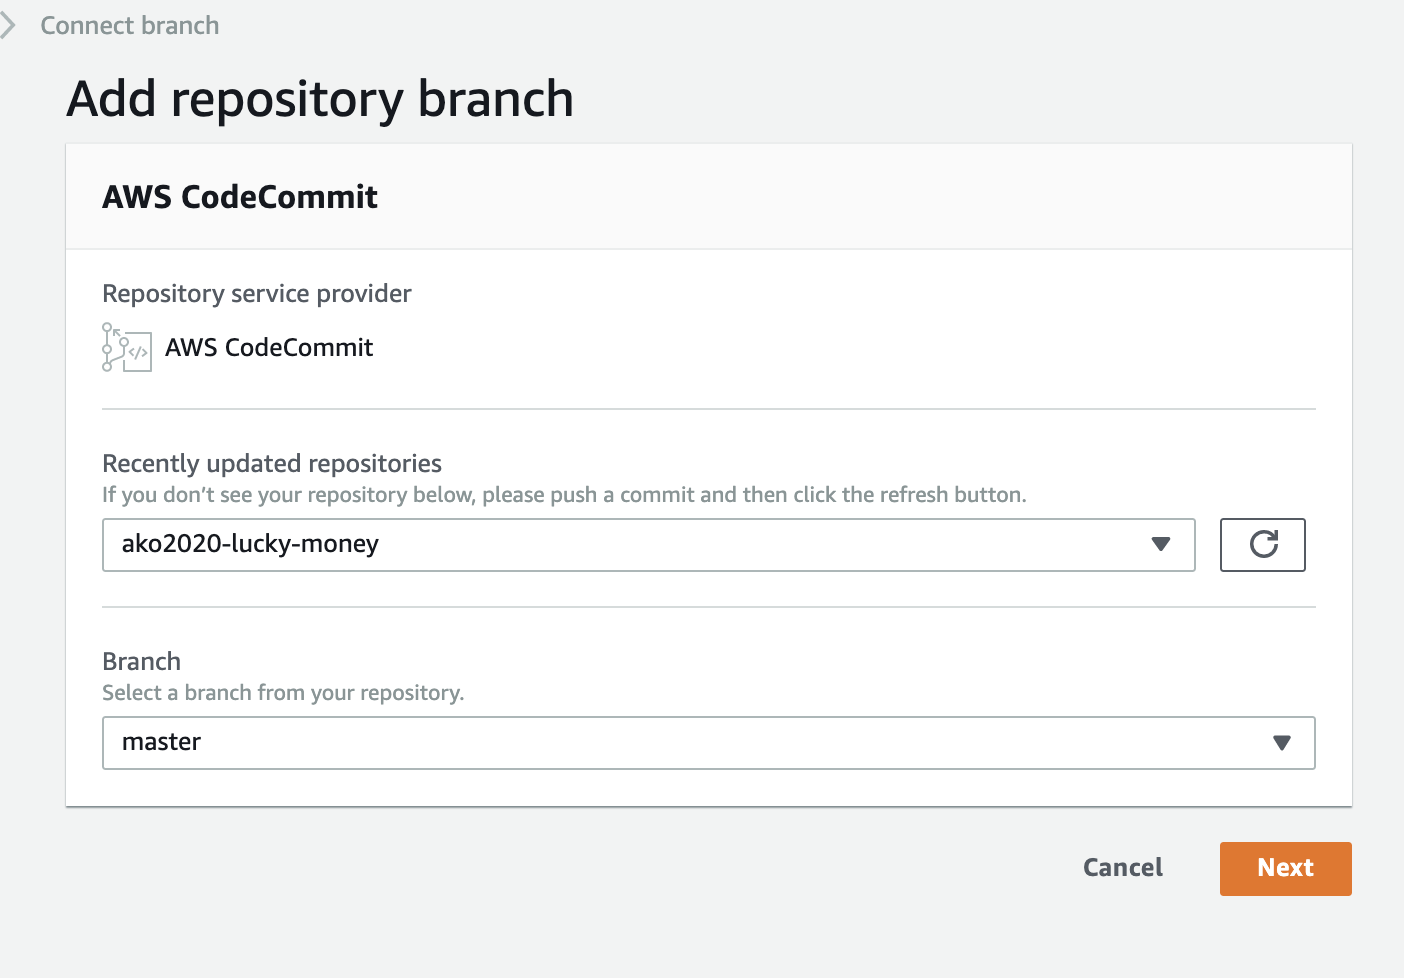 Connect branch
Add repository branch
AWS CodeCommit
Repository service provider
AWS CodeCommit
Recently updated repositories
If you don’t see your repository below, please push a commit and then click the refresh button.
ako2020-lucky-money
Branch
Select a branch from your repository.
master
Cancel
Next